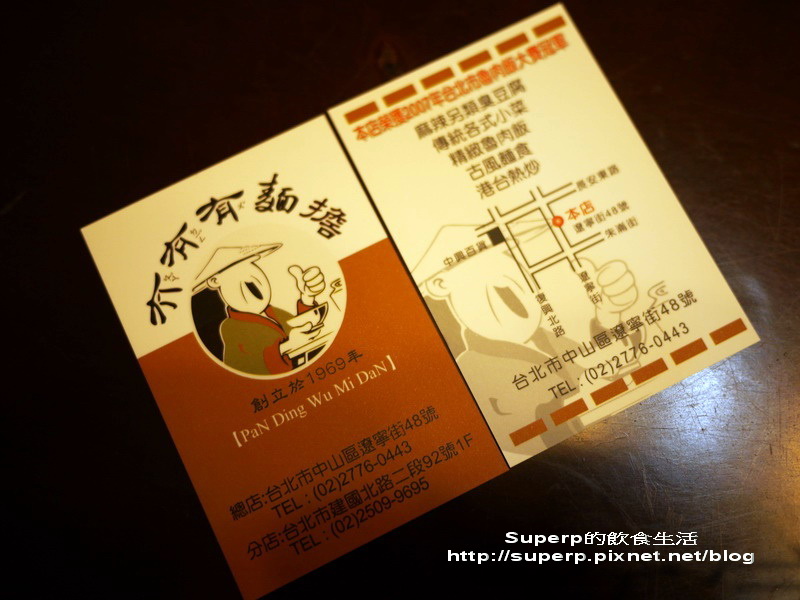 冇有有麵擔
創立於1969年
【PaN Ding Wu Mi DaN】
總店:台北市中山區遼寧街48號
TEL:(02)2776-0443
分店:台北市建國北路二段92號1F
TEL:(02)2509-9695
本店榮獲2007年台北市魯肉飯大賽冠軍
麻辣另類臭豆腐
傳統各式小菜
精緻魯肉飯
古風麵食
港台熱炒
長安東路
本店
遼寧街48號
朱崙街
中興百貨
復興北路
遼寧街
台北市中山區遼寧街48號
TEL:(02)2776-0443
Superp的飲食生活
http://superp.pixnet.net/blog